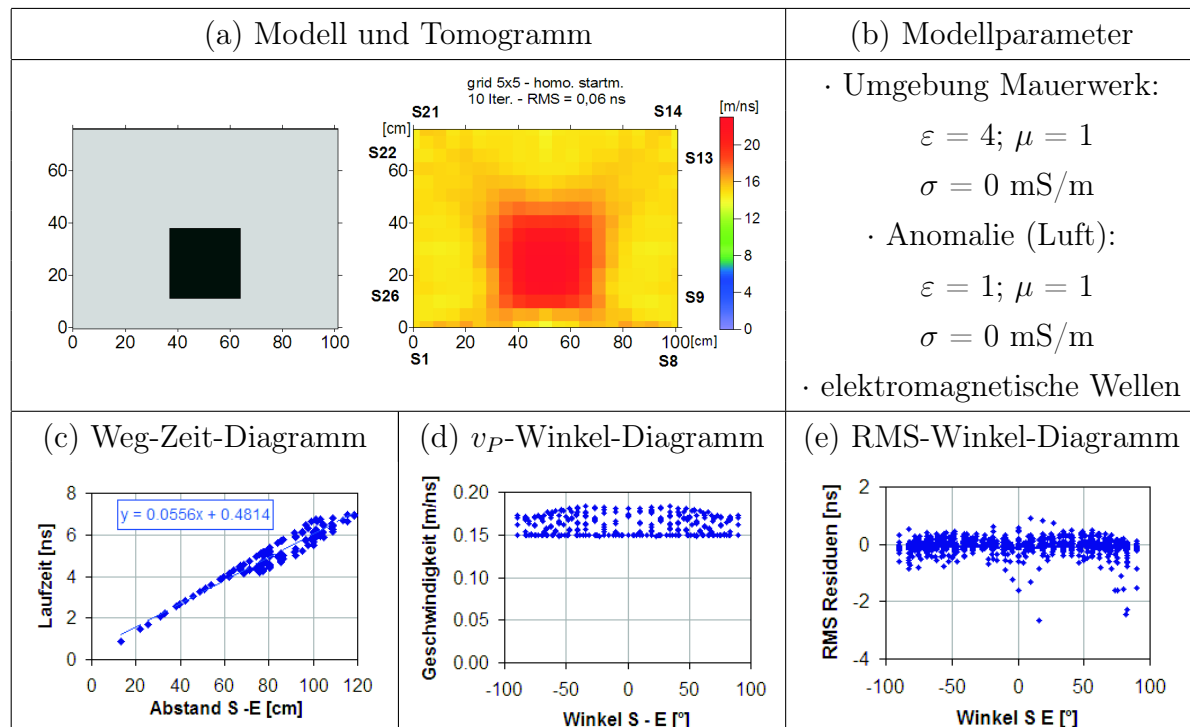 (a) Modell und Tomogramm
(b) Modellparameter
grid 5x5 - homo. startm.
10 Iter. - RMS = 0,06 ns
60
40
20
0
0 20 40 60 80 100
S21
S14
[cm]
S22
S13
60
40
20
S26
S9
0
0 20 40 60 80 100 [cm]
S1
S8
[m/ns]
20
16
12
8
4
0
· Umgebung Mauerwerk:
ε = 4; μ = 1
σ = 0 mS/m
· Anomalie (Luft):
ε = 1; μ = 1
σ = 0 mS/m
· elektromagnetische Wellen
(c) Weg-Zeit-Diagramm
8
6
4
2
0
Laufzeit [ns]
y = 0.0556x + 0.4814
0 20 40 60 80 100 120
Abstand S -E [cm]
(d) vP-Winkel-Diagramm
0.20
0.15
0.10
0.05
0.00
Geschwindigkeit [m/ns]
-100 -50 0 50 100
Winkel S - E [°]
(e) RMS-Winkel-Diagramm
2
0
-2
-4
RMS Residuen [ns]
-100 -50 0 50 100
Winkel S E [°]